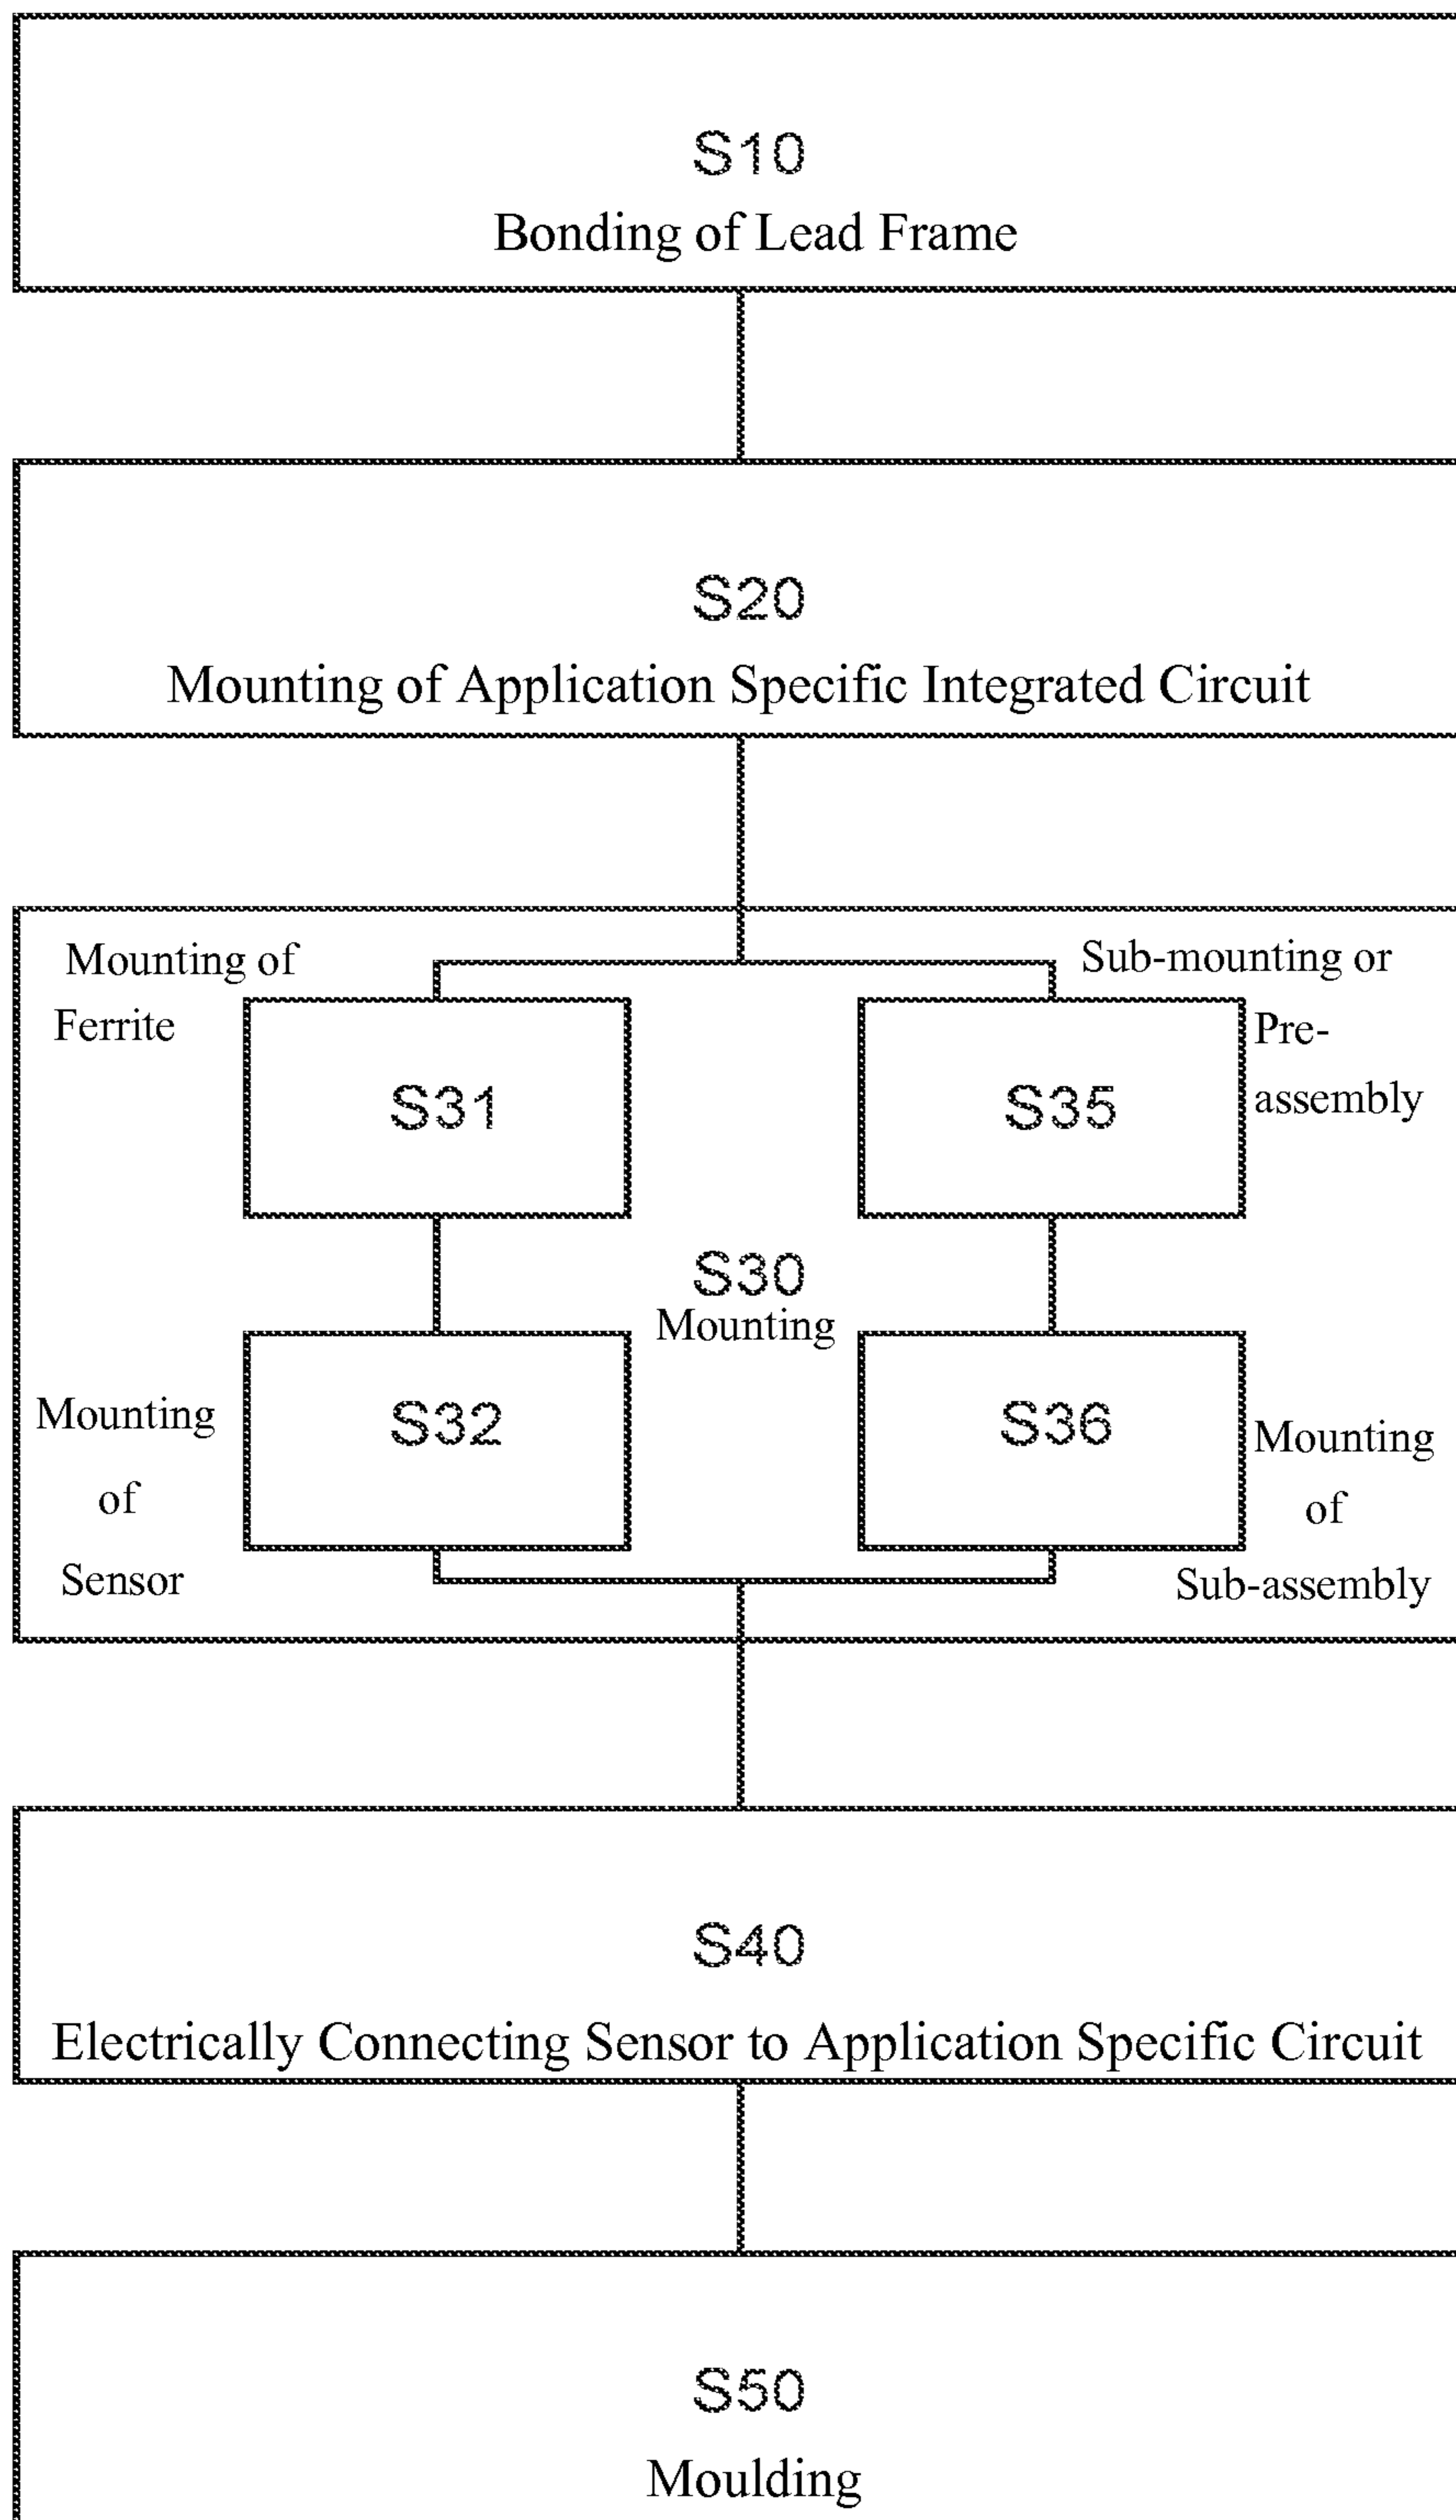 S10
Bonding of Lead Frame
S20
Mounting of Application Specific Integrated Circuit
Mounting of
Ferrite
S31
Sub-mounting or
Pre-
assembly
S35
S30
Mounting
Mounting
of
Sensor
S32
S36
Mounting
of
Sub-assembly
S40
Electrically Connecting Sensor to Application Specific Circuit
S50
Moulding